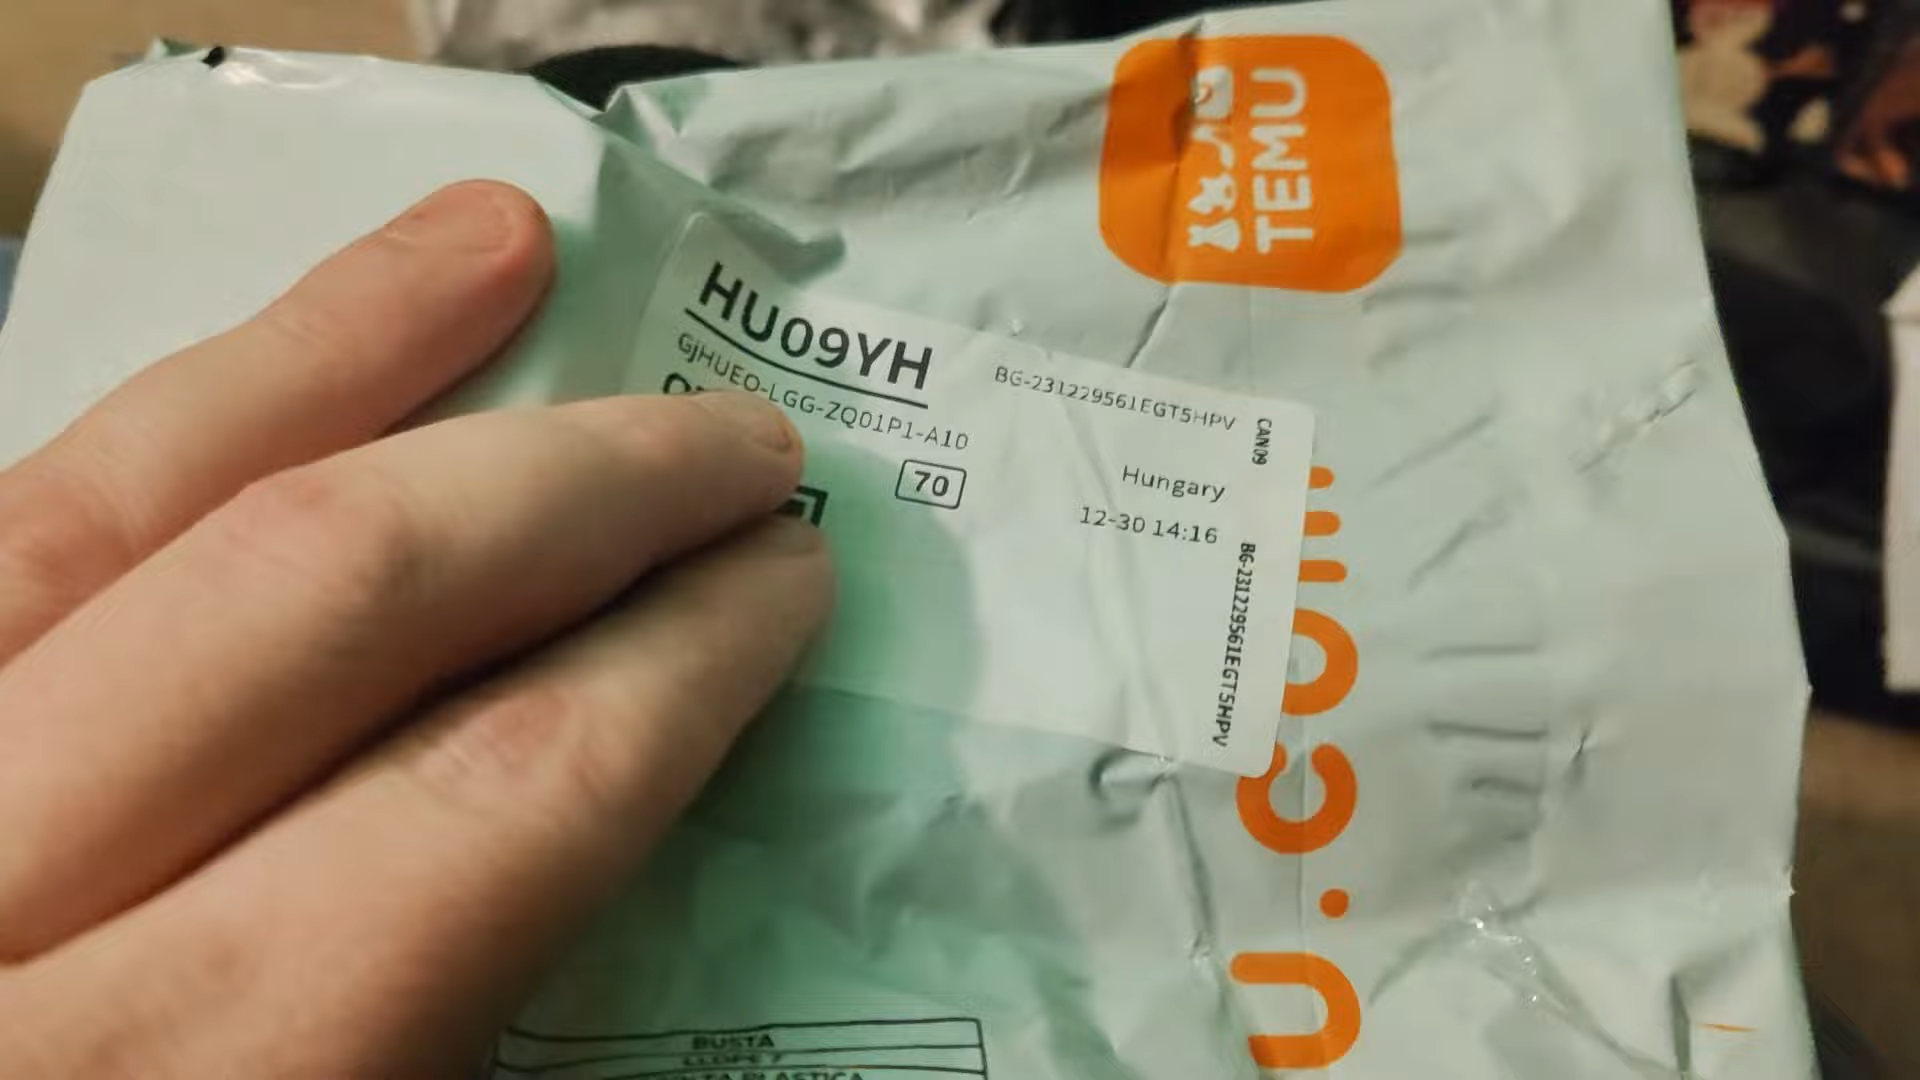 TEMU
HU09YH
GjHUEO-LGG-ZQ01P1-A10
BG-231229561EGT5HPV
CAN09
70
Hungary
12-30 14:16
BG-231229561EGT5HPV
U.com
BUSTA
PLASTICA